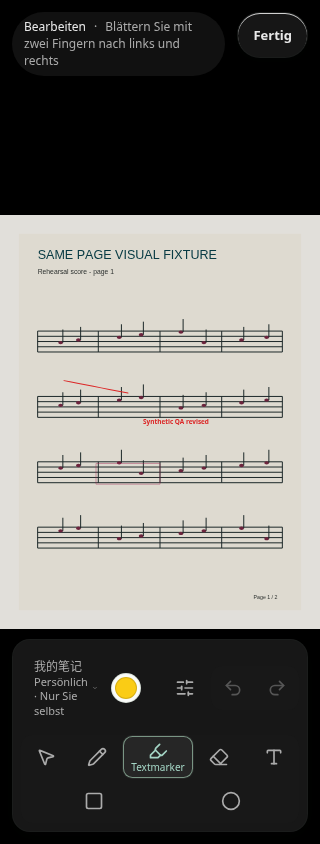 Bearbeiten · Blättern Sie mit
zwei Fingern nach links und
rechts
Fertig
SAME PAGE VISUAL FIXTURE
Rehearsal score - page 1
Synthetic QA revised
Page 1 / 2
我的笔记
Persönlich
· Nur Sie
selbst
Textmarker